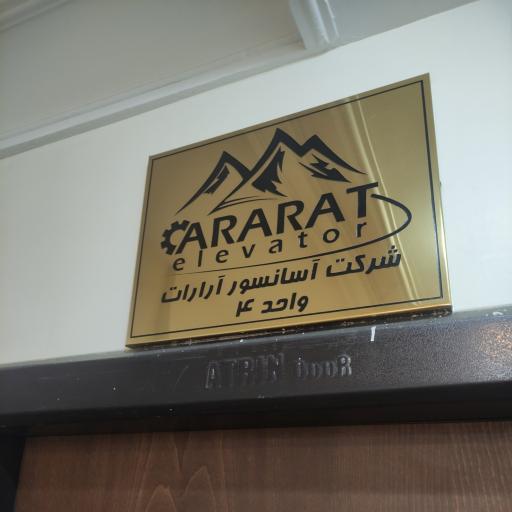 ARARAT
elevator
شرکت آسانسور آرارات
واحد ۴
ATRIN DOOR